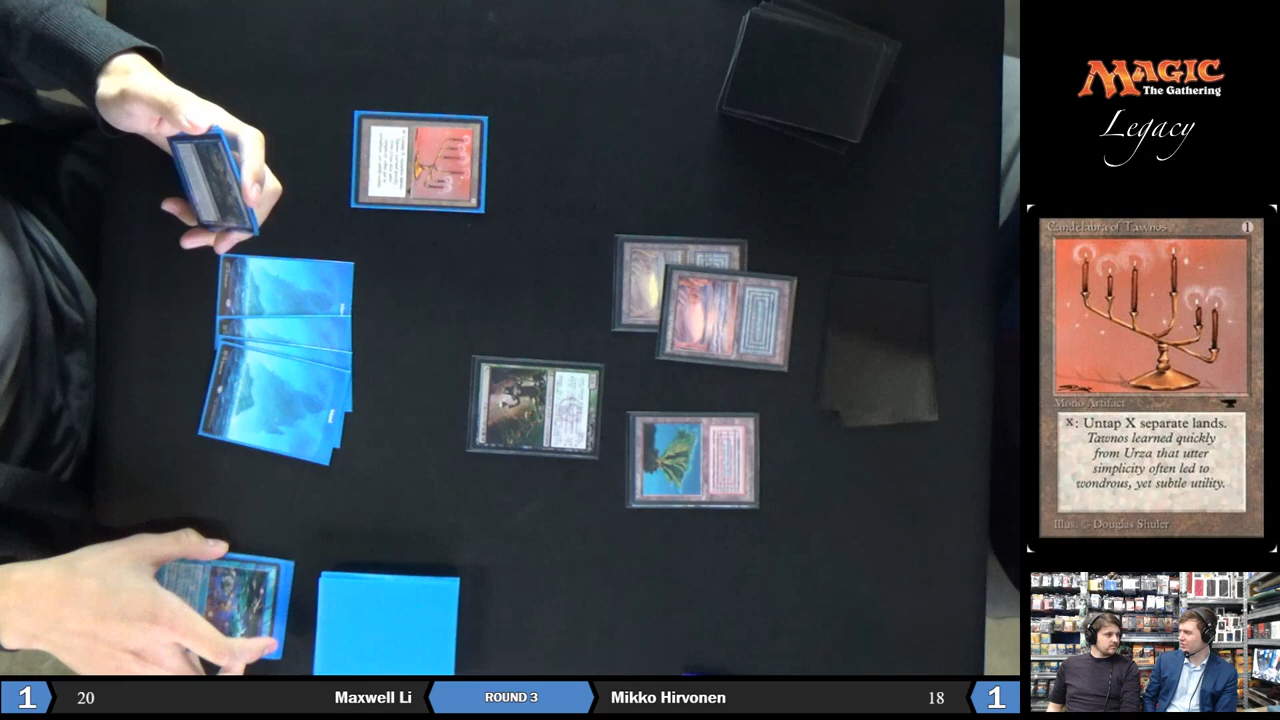 MAGIC
The Gathering
Legacy
Candelabra of Tawnos 1
Mono Artifact
X: Untap X separate lands.
Tawnos learned quickly
from Urza that utter
simplicity often led to
wondrous, yet subtle utility.
Illus. © Douglas Shuler
1 20 Maxwell Li ROUND 3 Mikko Hirvonen 18 1